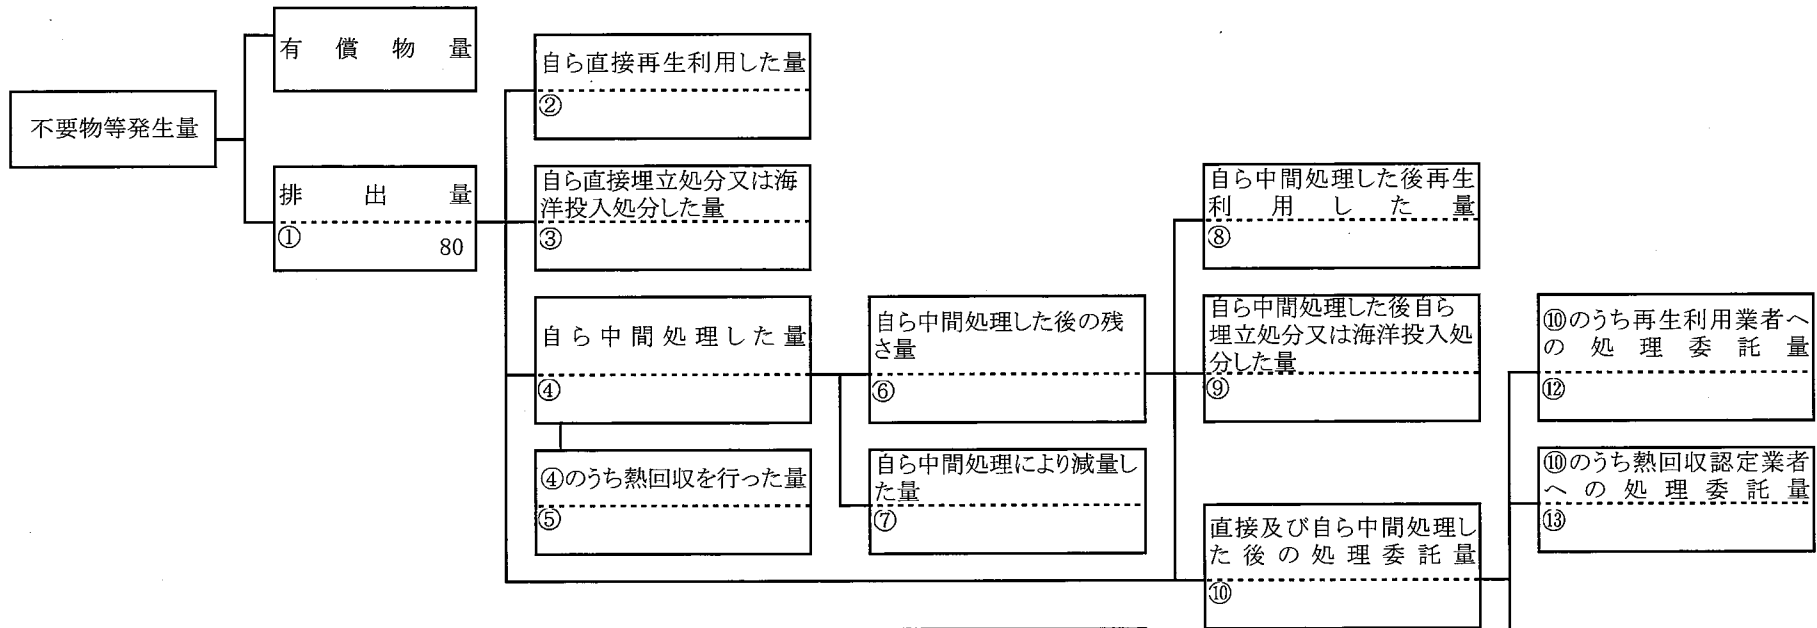 有償物量
不要物等発生量
排出量
①
80
自ら直接再生利用した量
②
自ら直接埋立処分又は海
洋投入処分した量
③
自ら中間処理した量
④
④のうち熱回収を行った量
⑤
自ら中間処理した後の残
さ量
⑥
自ら中間処理により減量し
た量
⑦
自ら中間処理した後再生
利用した量
⑧
自ら中間処理した後自ら
埋立処分又は海洋投入処
分した量
⑨
直接及び自ら中間処理し
た後の処理委託量
⑩
⑩のうち再生利用業者へ
の処理委託量
⑫
⑩のうち熱回収認定業者
への処理委託量
⑬